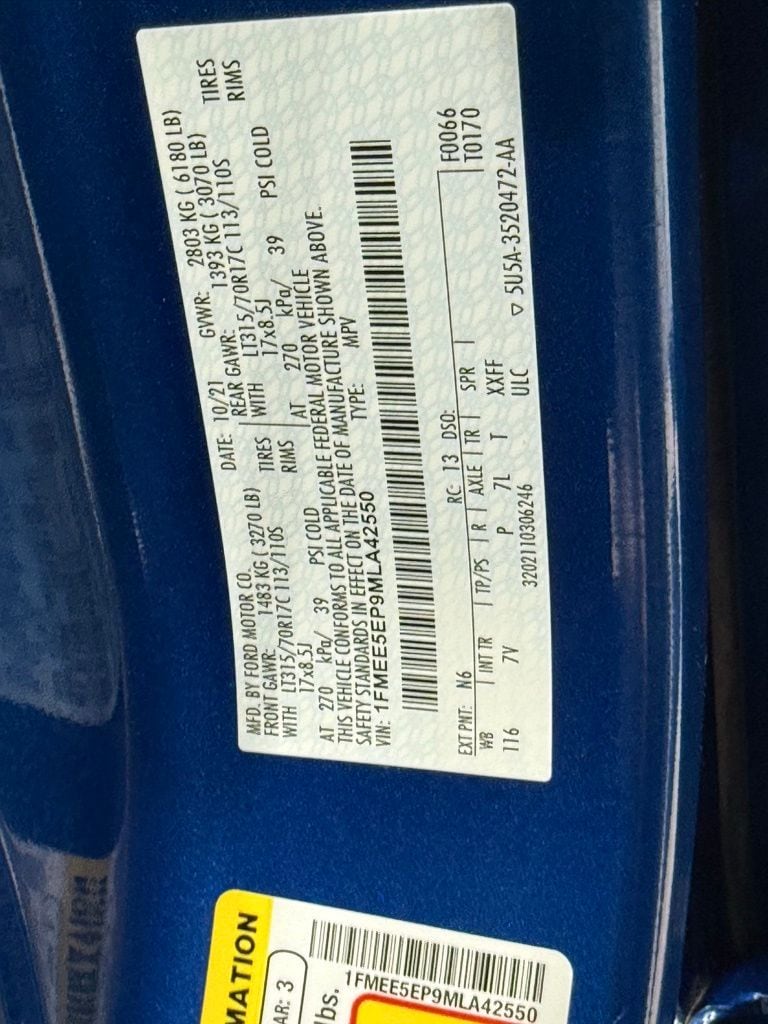 MFD. BY FORD MOTOR CO.
DATE: 10/21 GVWR: 2803 KG ( 6180 LB)
FRONT GAWR: 1483 KG ( 3270 LB)
REAR GAWR: 1393 KG ( 3070 LB)
WITH LT315/70R17C 113/110S TIRES
WITH LT315/70R17C 113/110S TIRES
17x8.5J RIMS
17x8.5J RIMS
AT 270 kPa/ 39 PSI COLD
AT 270 kPa/ 39 PSI COLD
THIS VEHICLE CONFORMS TO ALL APPLICABLE FEDERAL MOTOR VEHICLE
SAFETY STANDARDS IN EFFECT ON THE DATE OF MANUFACTURE SHOWN ABOVE.
VIN: 1FMEE5EP9MLA42550
TYPE: MPV
EXT PNT: N6 RC: 13 DSO:
F0066
T0170
WB INT TR TP/PS R AXLE TR SPR
116 7V P 7L T XXFF
ULC
3202110306246
5U5A-3520472-AA
MATION
AR: 3
lbs.
1FMEE5EP9MLA42550